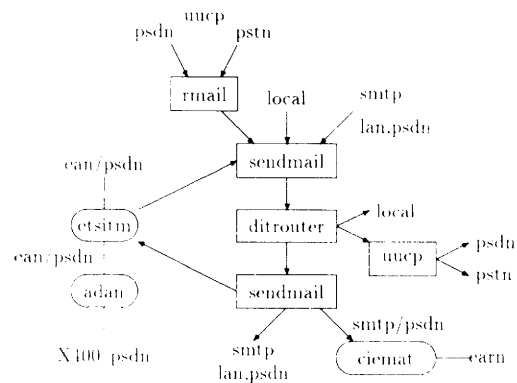 uucp
psdn
pstn
rmail
local
smtp
lan,psdn
sendmail
ean/psdn
etsitm
ditrouter
local
uucp
psdn
pstn
ean/psdn
adan
sendmail
X400 psdn
smtp
lan,psdn
smtp/psdn
ciemat
earn